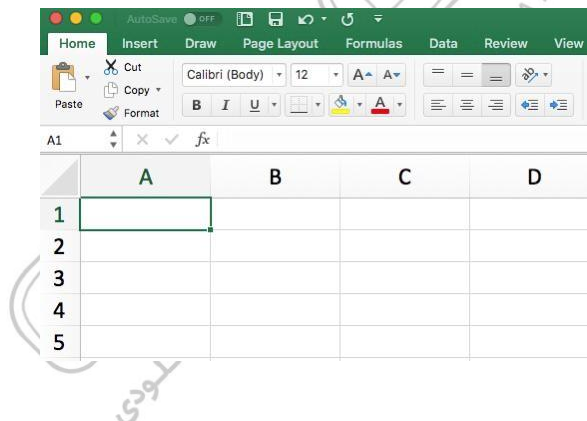 AutoSave OFF
Home Insert Draw Page Layout Formulas Data Review View
Paste
Cut
Copy
Format
Calibri (Body) 12 A A
B I U A
A1 fx
A B C D
1
2
3
4
5